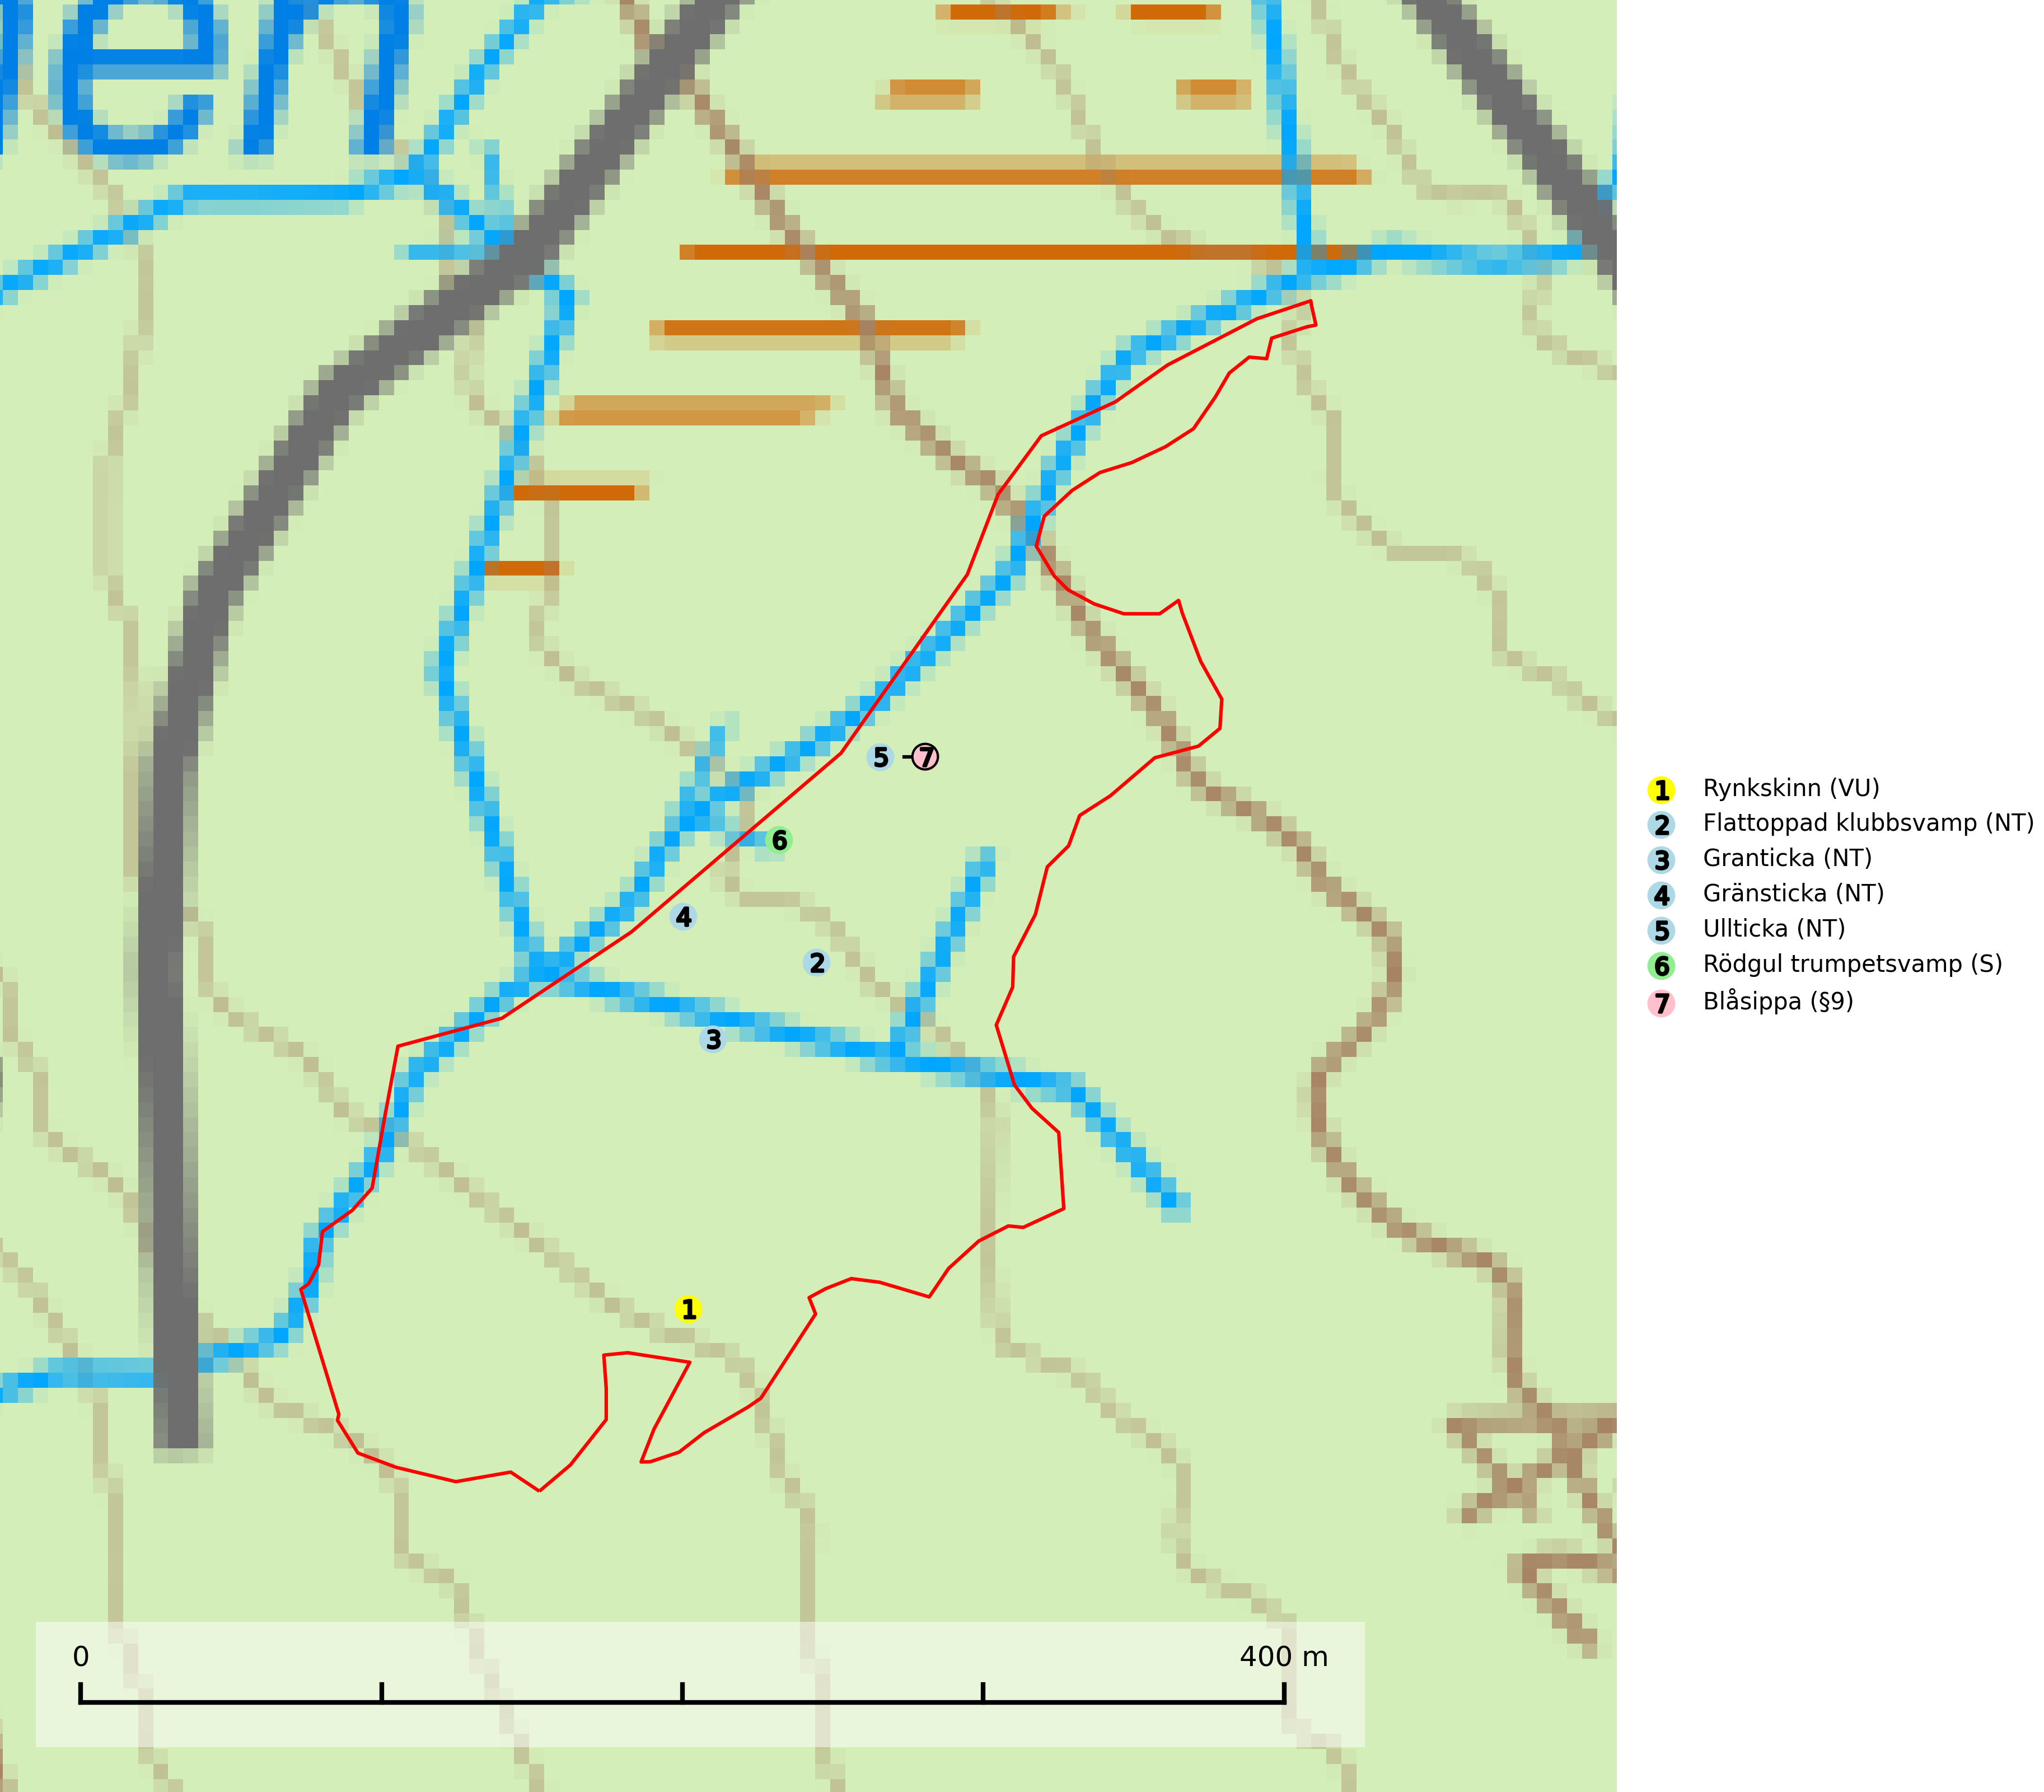 en
5
7
6
4
2
3
1
0
400 m
1 Rynkskinn (VU)
2 Flattoppad klubbsvamp (NT)
3 Granticka (NT)
4 Gränsticka (NT)
5 Ullticka (NT)
6 Rödgul trumpetsvamp (S)
7 Blåsippa (§9)